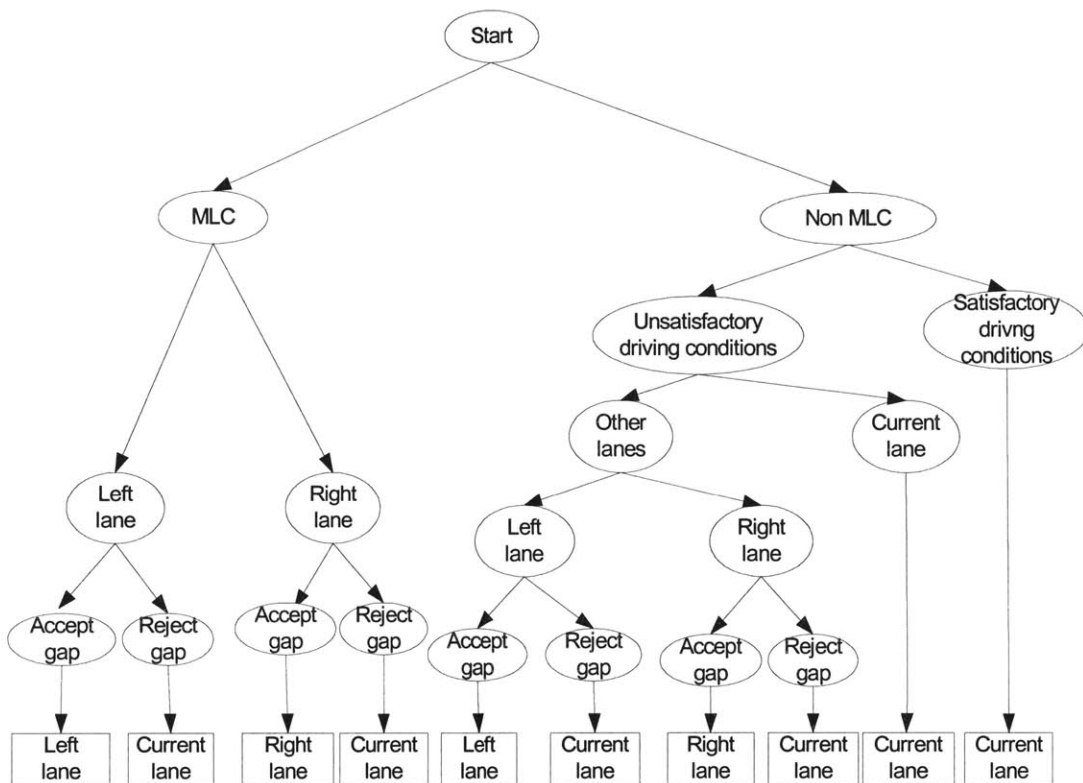 Start
MLC
Non MLC
Unsatisfactory
driving conditions
Satisfactory
drivng
conditions
Other
lanes
Current
lane
Left
lane
Right
lane
Left
lane
Right
lane
Accept
gap
Reject
gap
Accept
gap
Reject
gap
Accept
gap
Reject
gap
Accept
gap
Reject
gap
Left
lane
Current
lane
Right
lane
Current
lane
Left
lane
Current
lane
Right
lane
Current
lane
Current
lane
Current
lane